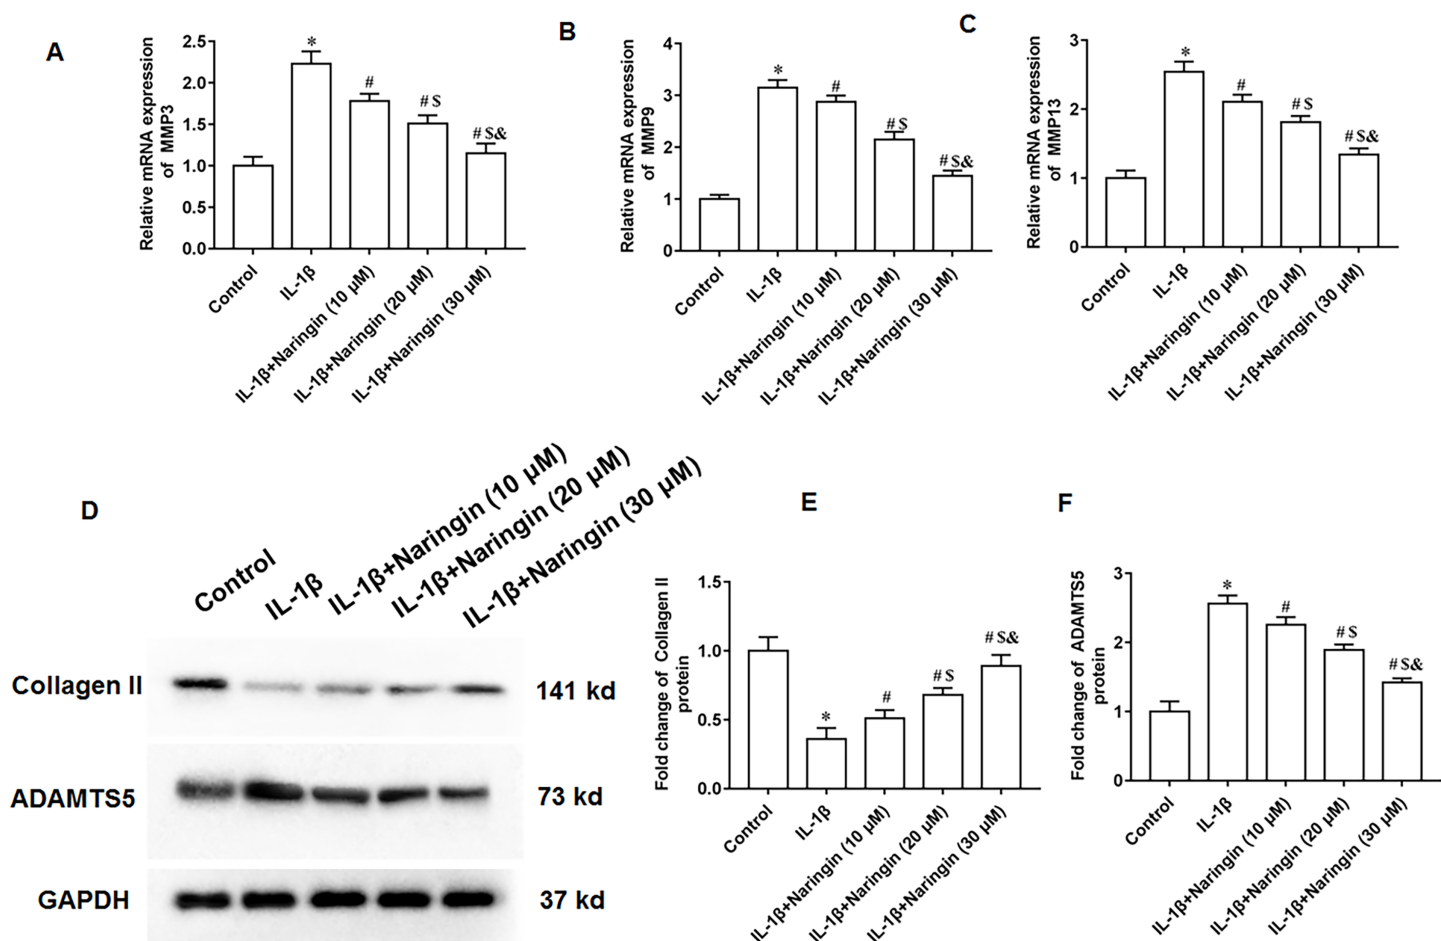 A
Relative mRNA expression
of MMP3
2.5
2.0
1.5
1.0
0.5
0.0
*
#
# $
# $&
Control
IL-1β
IL-1β+Naringin (10 μM)
IL-1β+Naringin (20 μM)
IL-1β+Naringin (30 μM)
B
Relative mRNA expression
of MMP9
4
3
2
1
0
*
#
# $
# $&
Control
IL-1β
IL-1β+Naringin (10 μM)
IL-1β+Naringin (20 μM)
IL-1β+Naringin (30 μM)
C
Relative mRNA expression
of MMP13
3
2
1
0
*
#
# $
# $&
Control
IL-1β
IL-1β+Naringin (10 μM)
IL-1β+Naringin (20 μM)
IL-1β+Naringin (30 μM)
D
Control
IL-1β
IL-1β+Naringin (10 μM)
IL-1β+Naringin (20 μM)
IL-1β+Naringin (30 μM)
Collagen II
141 kd
ADAMTS5
73 kd
GAPDH
37 kd
E
Fold change of Collagen II
protein
1.5
1.0
0.5
0.0
*
#
# $
# $&
Control
IL-1β
IL-1β+Naringin (10 μM)
IL-1β+Naringin (20 μM)
IL-1β+Naringin (30 μM)
F
Fold change of ADAMTS5
protein
3
2
1
0
*
#
# $
# $&
Control
IL-1β
IL-1β+Naringin (10 μM)
IL-1β+Naringin (20 μM)
IL-1β+Naringin (30 μM)